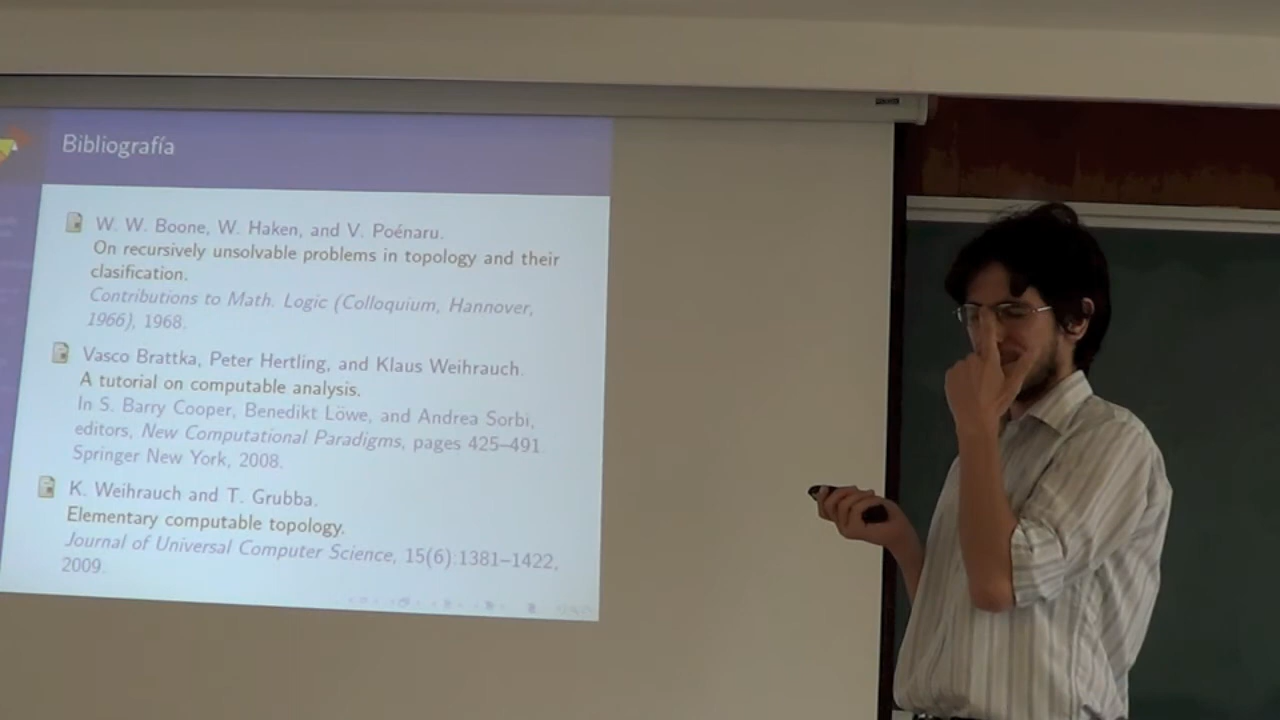 Bibliografía
W. W. Boone, W. Haken, and V. Poénaru.
On recursively unsolvable problems in topology and their
clasification.
Contributions to Math. Logic (Colloquium, Hannover,
1966), 1968.
Vasco Brattka, Peter Hertling, and Klaus Weihrauch.
A tutorial on computable analysis.
In S. Barry Cooper, Benedikt Löwe, and Andrea Sorbi,
editors, New Computational Paradigms, pages 425–491.
Springer New York, 2008.
K. Weihrauch and T. Grubba.
Elementary computable topology.
Journal of Universal Computer Science, 15(6):1381–1422,
2009.